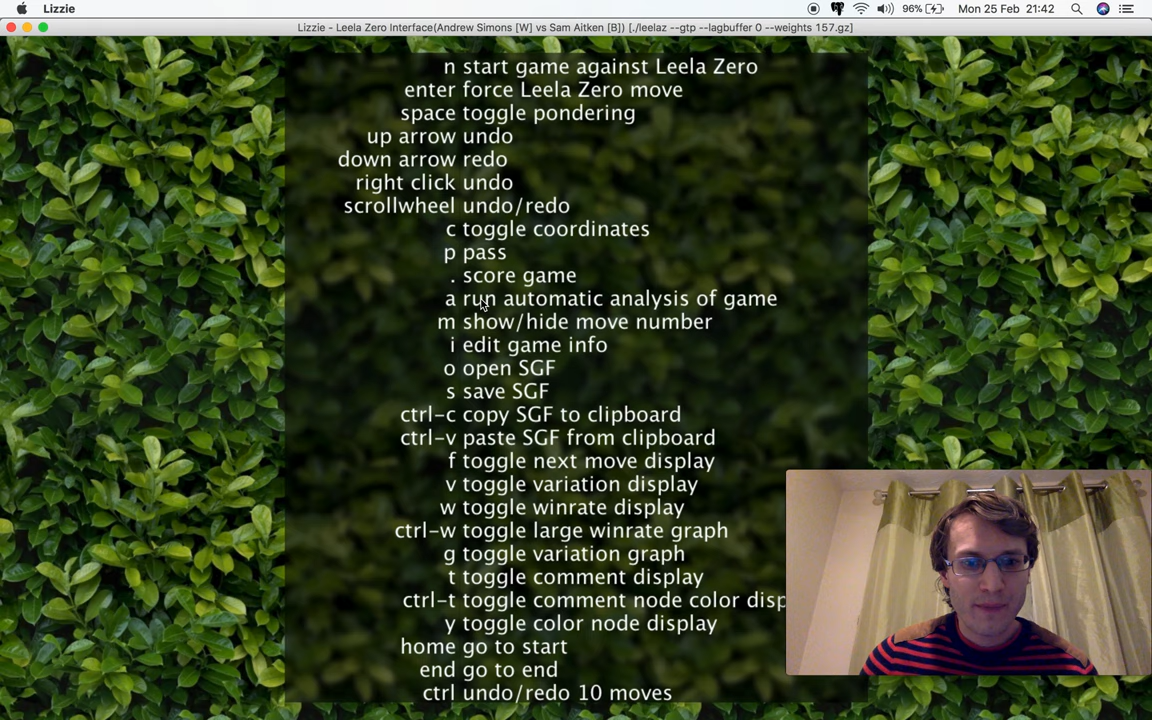 Lizzie
96%
Mon 25 Feb 21:42
Lizzie - Leela Zero Interface(Andrew Simons [W] vs Sam Aitken [B]) [./leelaz --gtp --lagbuffer 0 --weights 157.gz]
n start game against Leela Zero
enter force Leela Zero move
space toggle pondering
up arrow undo
down arrow redo
right click undo
scrollwheel undo/redo
c toggle coordinates
p pass
. score game
a run automatic analysis of game
m show/hide move number
i edit game info
o open SGF
s save SGF
ctrl-c copy SGF to clipboard
ctrl-v paste SGF from clipboard
f toggle next move display
v toggle variation display
w toggle winrate display
ctrl-w toggle large winrate graph
g toggle variation graph
t toggle comment display
ctrl-t toggle comment node color disp
y toggle color node display
home go to start
end go to end
ctrl undo/redo 10 moves